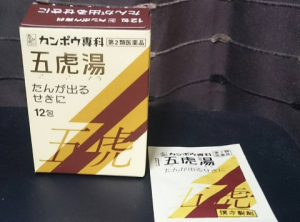 12包
カンポウ専科
第2類医薬品
五虎湯
たんが出る
せきに
12包
五虎
カンポウ専科
五虎湯
たんが出るせきに
五虎
漢方製剤